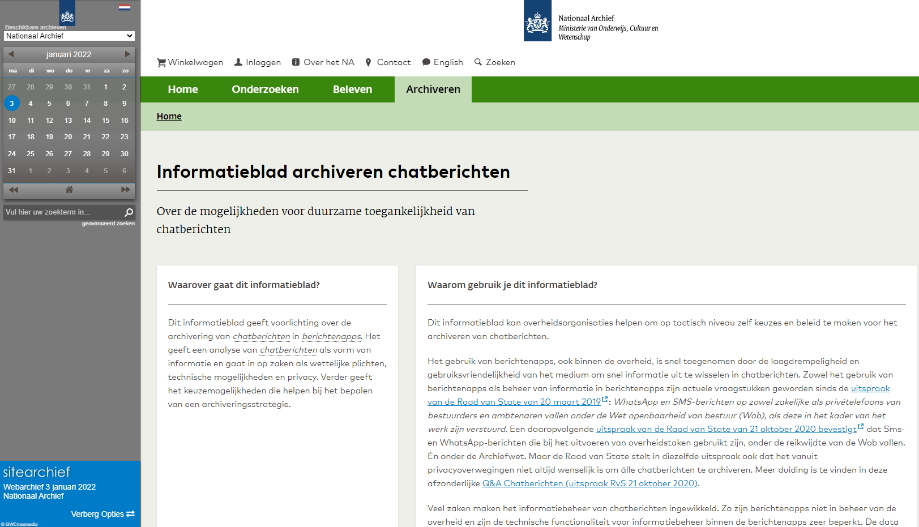 Beschikbare archieven
Nationaal Archief
januari 2022
ma di wo do vr za zo
27 28 29 30 31 1 2
3 4 5 6 7 8 9
10 11 12 13 14 15 16
17 18 19 20 21 22 23
24 25 26 27 28 29 30
31 1 2 3 4 5 6
Vul hier uw zoekterm in...
geavanceerd zoeken
sitearchief
Webarchief 3 januari 2022
Nationaal Archief
Verberg Opties
© GWCrossmedia
Nationaal Archief
Ministerie van Onderwijs, Cultuur en
Wetenschap
Winkelwagen Inloggen Over het NA Contact English Zoeken
Home Onderzoeken Beleven Archiveren
Home
Informatieblad archiveren chatberichten
Over de mogelijkheden voor duurzame toegankelijkheid van
chatberichten
Waarover gaat dit informatieblad?
Dit informatieblad geeft voorlichting over de
archivering van chatberichten in berichtenapps. Het
geeft een analyse van chatberichten als vorm van
informatie en gaat in op zaken als wettelijke plichten,
technische mogelijkheden en privacy. Verder geeft
het keuzemogelijkheden die helpen bij het bepalen
van een archiveringsstrategie.
Waarom gebruik je dit informatieblad?
Dit informatieblad kan overheidsorganisaties helpen om op tactisch niveau zelf keuzes en beleid te maken voor het
archiveren van chatberichten.
Het gebruik van berichtenapps, ook binnen de overheid, is snel toegenomen door de laagdrempeligheid en
gebruiksvriendelijkheid van het medium om snel informatie uit te wisselen in chatberichten. Zowel het gebruik van
berichtenapps als beheer van informatie in berichtenapps zijn actuele vraagstukken geworden sinds de uitspraak
van de Raad van State van 20 maart 2019: WhatsApp en SMS-berichten op zowel zakelijke als privételefoons van
bestuurders en ambtenaren vallen onder de Wet openbaarheid van bestuur (Wob), als deze in het kader van het
werk zijn verstuurd. Een daaropvolgende uitspraak van de Raad van State van 21 oktober 2020 bevestigt dat Sms-
en WhatsApp-berichten die bij het uitvoeren van overheidstaken gebruikt zijn, onder de reikwijdte van de Wob vallen.
Én onder de Archiefwet. Maar de Raad van State stelt in diezelfde uitspraak ook dat het vanuit
privacyoverwegingen niet altijd wenselijk is om álle chatberichten te archiveren. Meer duiding is te vinden in deze
afzonderlijke Q&A Chatberichten (uitspraak RvS 21 oktober 2020).
Veel zaken maken het informatiebeheer van chatberichten ingewikkeld. Zo zijn berichtenapps niet in beheer van de
overheid en zijn de technische functionaliteit voor informatiebeheer binnen de berichtenapps zeer beperkt. De data